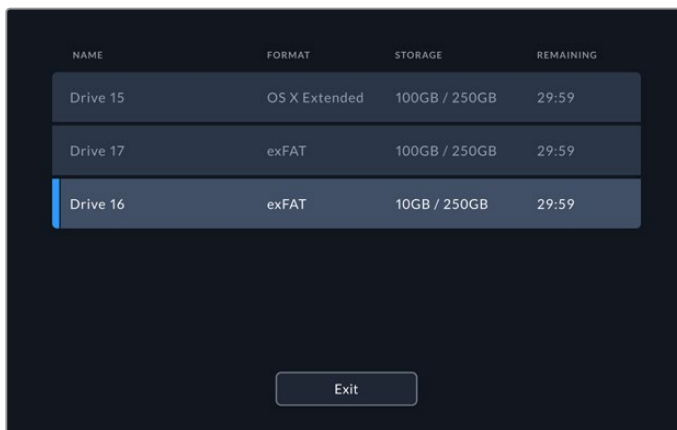 NAME FORMAT STORAGE REMAINING
Drive 15 OS X Extended 100GB / 250GB 29:59
Drive 17 exFAT 100GB / 250GB 29:59
Drive 16 exFAT 10GB / 250GB 29:59
Exit